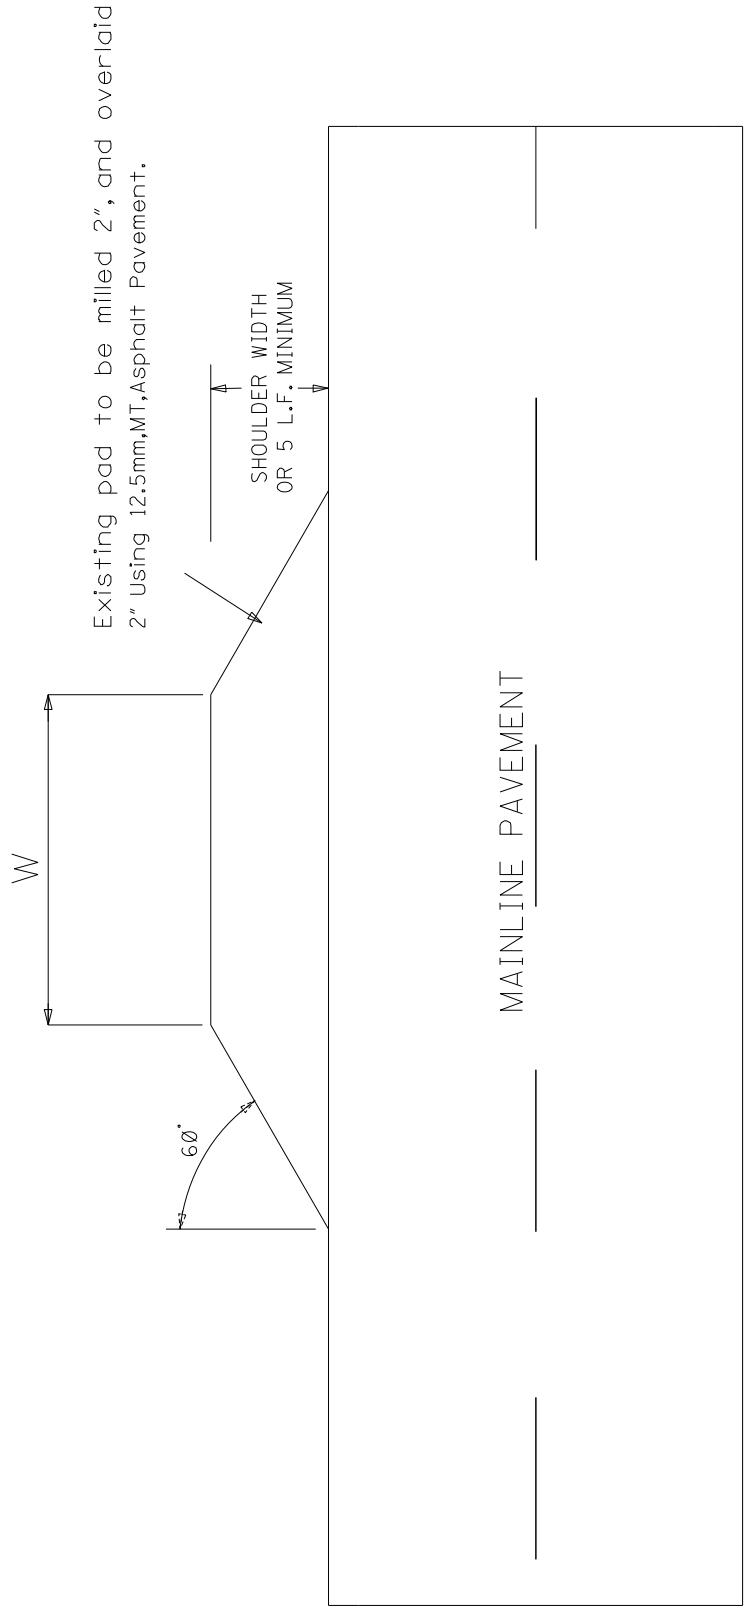 W
Existing pad to be milled 2", and overlaid
2" Using 12.5mm,MT,Asphalt Pavement.
60°
SHOULDER WIDTH
OR 5 L.F. MINIMUM
MAINLINE PAVEMENT